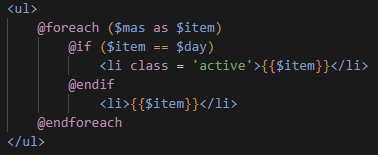 <ul>
@foreach ($mas as $item)
@if ($item == $day)
<li class = 'active'>{{$item}}</li>
@endif
<li>{{$item}}</li>
@endforeach
</ul>